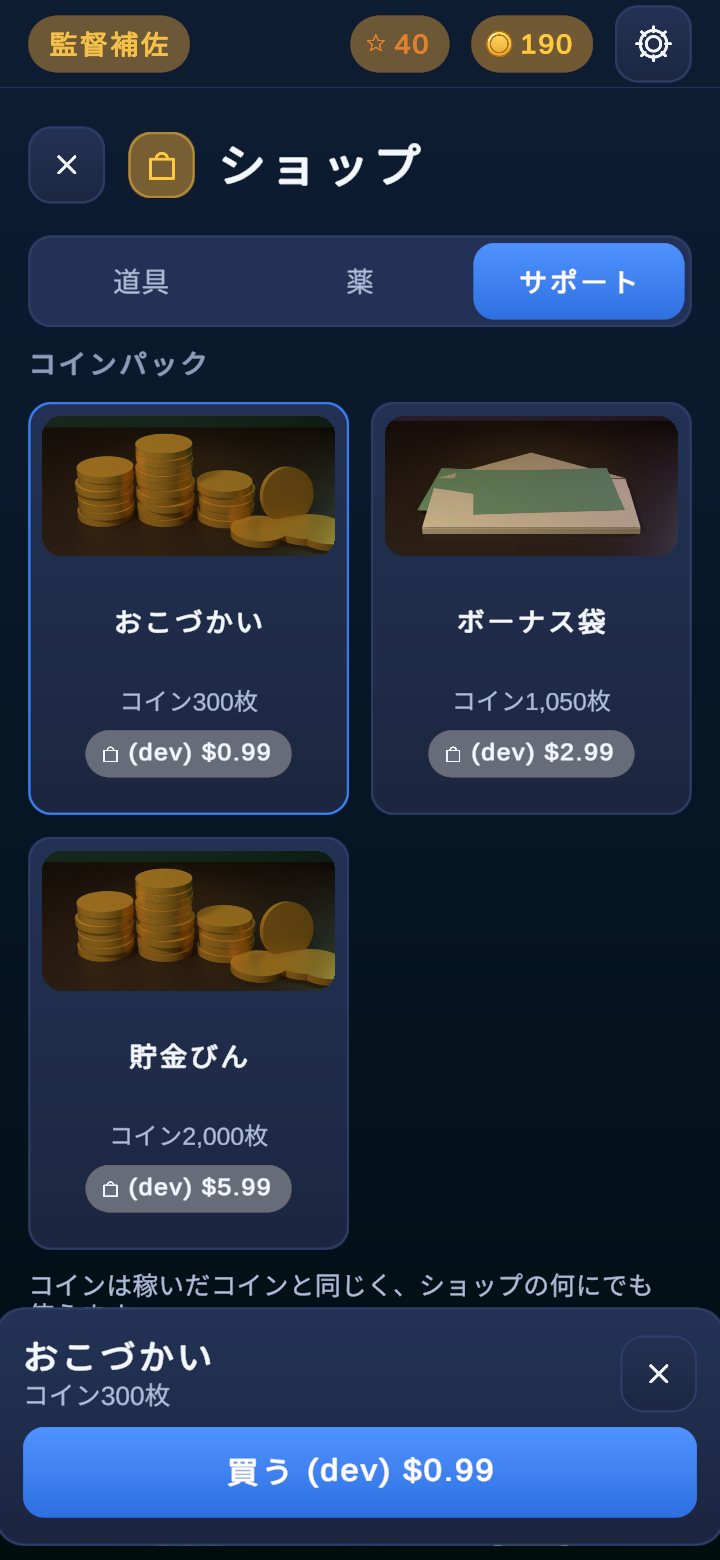 監督補佐
40
190
ショップ
道具
薬
サポート
コインパック
おこづかい
コイン300枚
(dev) $0.99
ボーナス袋
コイン1,050枚
(dev) $2.99
貯金びん
コイン2,000枚
(dev) $5.99
コインは稼いだコインと同じく、ショップの何にでも
おこづかい
コイン300枚
買う (dev) $0.99